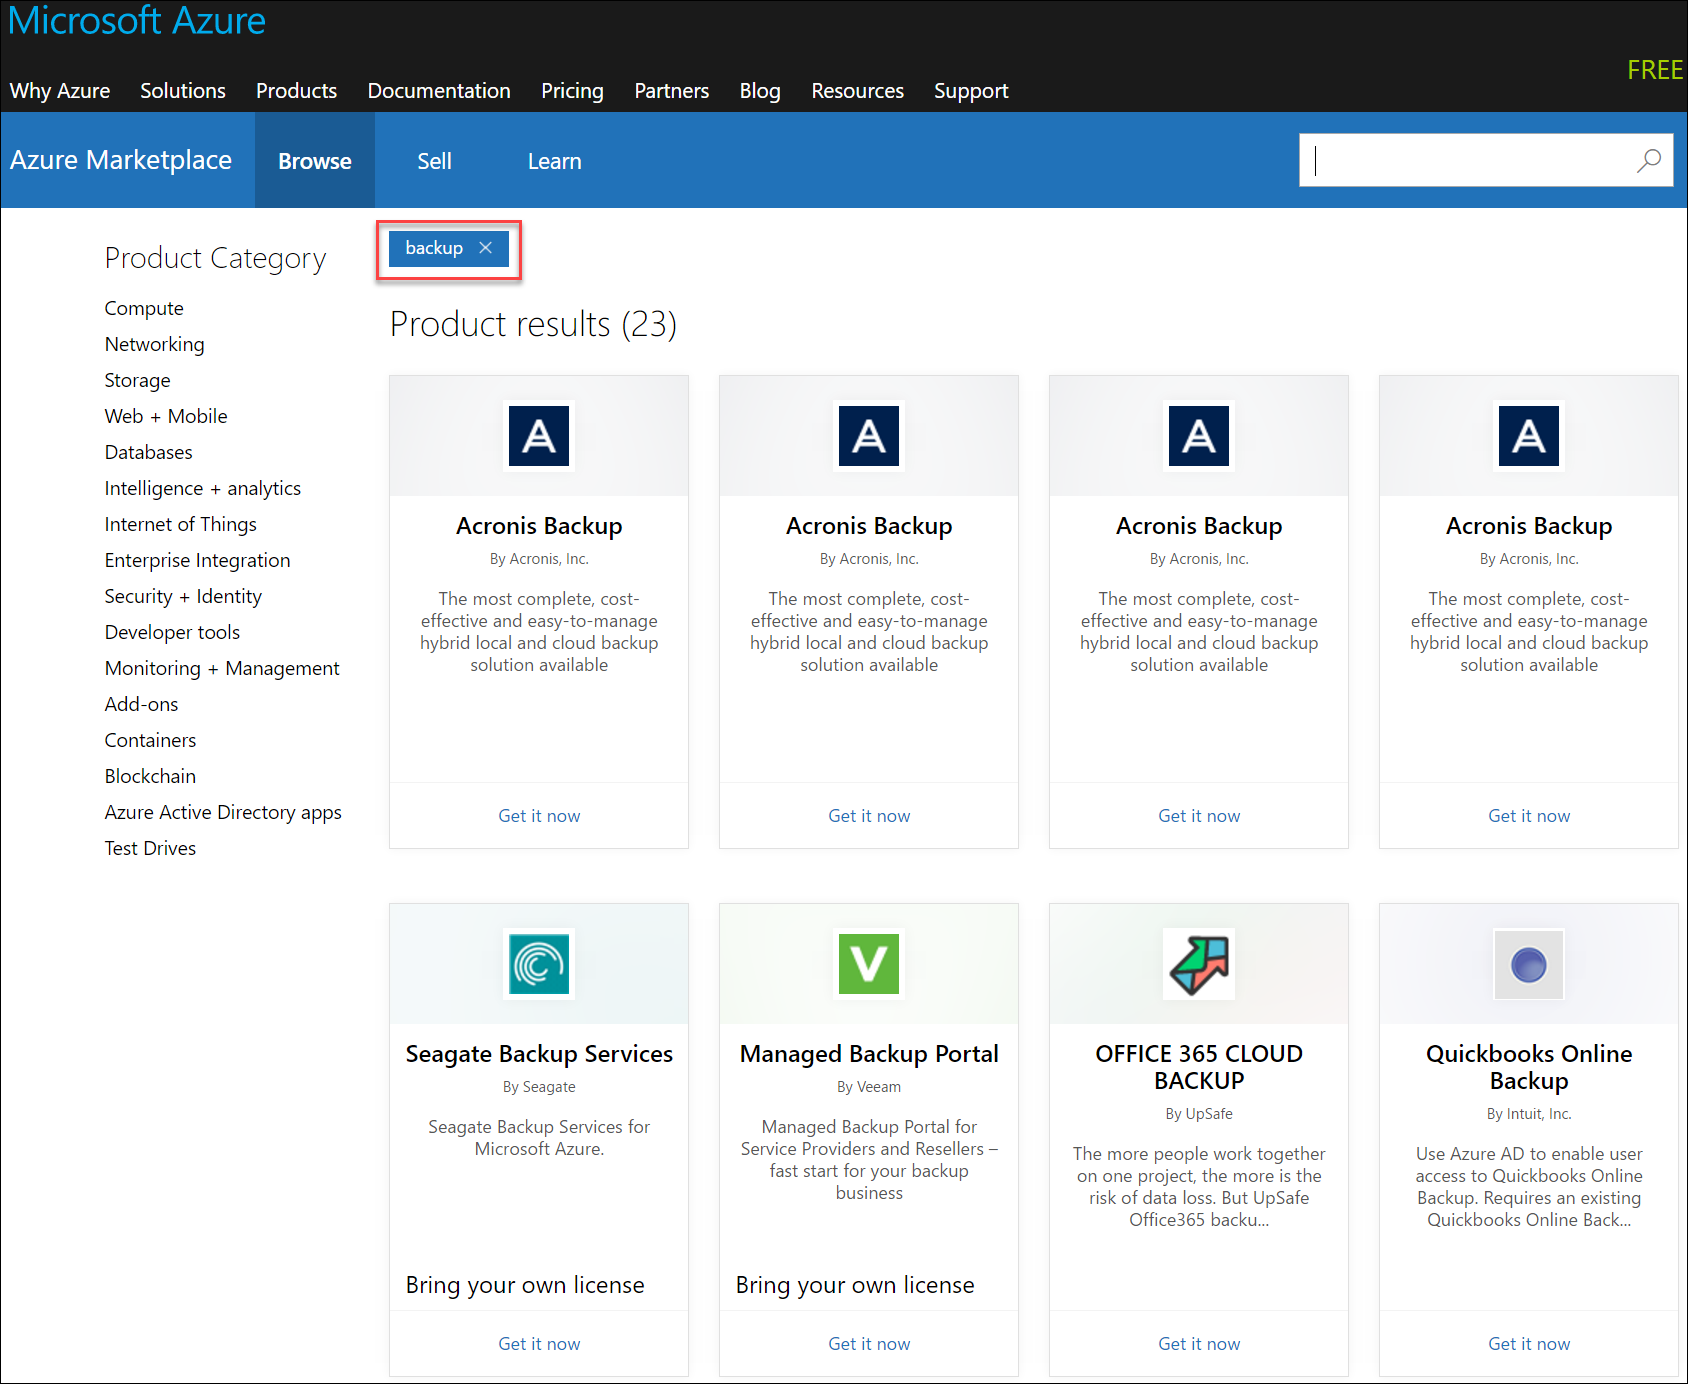 Microsoft Azure
FREE
Why Azure Solutions Products Documentation Pricing Partners Blog Resources Support
Azure Marketplace Browse Sell Learn
Product Category
Compute
Networking
Storage
Web + Mobile
Databases
Intelligence + analytics
Internet of Things
Enterprise Integration
Security + Identity
Developer tools
Monitoring + Management
Add-ons
Containers
Blockchain
Azure Active Directory apps
Test Drives
backup
Product results (23)
Acronis Backup
By Acronis, Inc.
The most complete, cost-
effective and easy-to-manage
hybrid local and cloud backup
solution available
Get it now
Acronis Backup
By Acronis, Inc.
The most complete, cost-
effective and easy-to-manage
hybrid local and cloud backup
solution available
Get it now
Acronis Backup
By Acronis, Inc.
The most complete, cost-
effective and easy-to-manage
hybrid local and cloud backup
solution available
Get it now
Acronis Backup
By Acronis, Inc.
The most complete, cost-
effective and easy-to-manage
hybrid local and cloud backup
solution available
Get it now
Seagate Backup Services
By Seagate
Seagate Backup Services for
Microsoft Azure.
Bring your own license
Get it now
Managed Backup Portal
By Veeam
Managed Backup Portal for
Service Providers and Resellers –
fast start for your backup
business
Bring your own license
Get it now
OFFICE 365 CLOUD
BACKUP
By UpSafe
The more people work together
on one project, the more is the
risk of data loss. But UpSafe
Office365 backu...
Get it now
Quickbooks Online
Backup
By Intuit, Inc.
Use Azure AD to enable user
access to Quickbooks Online
Backup. Requires an existing
Quickbooks Online Back...
Get it now